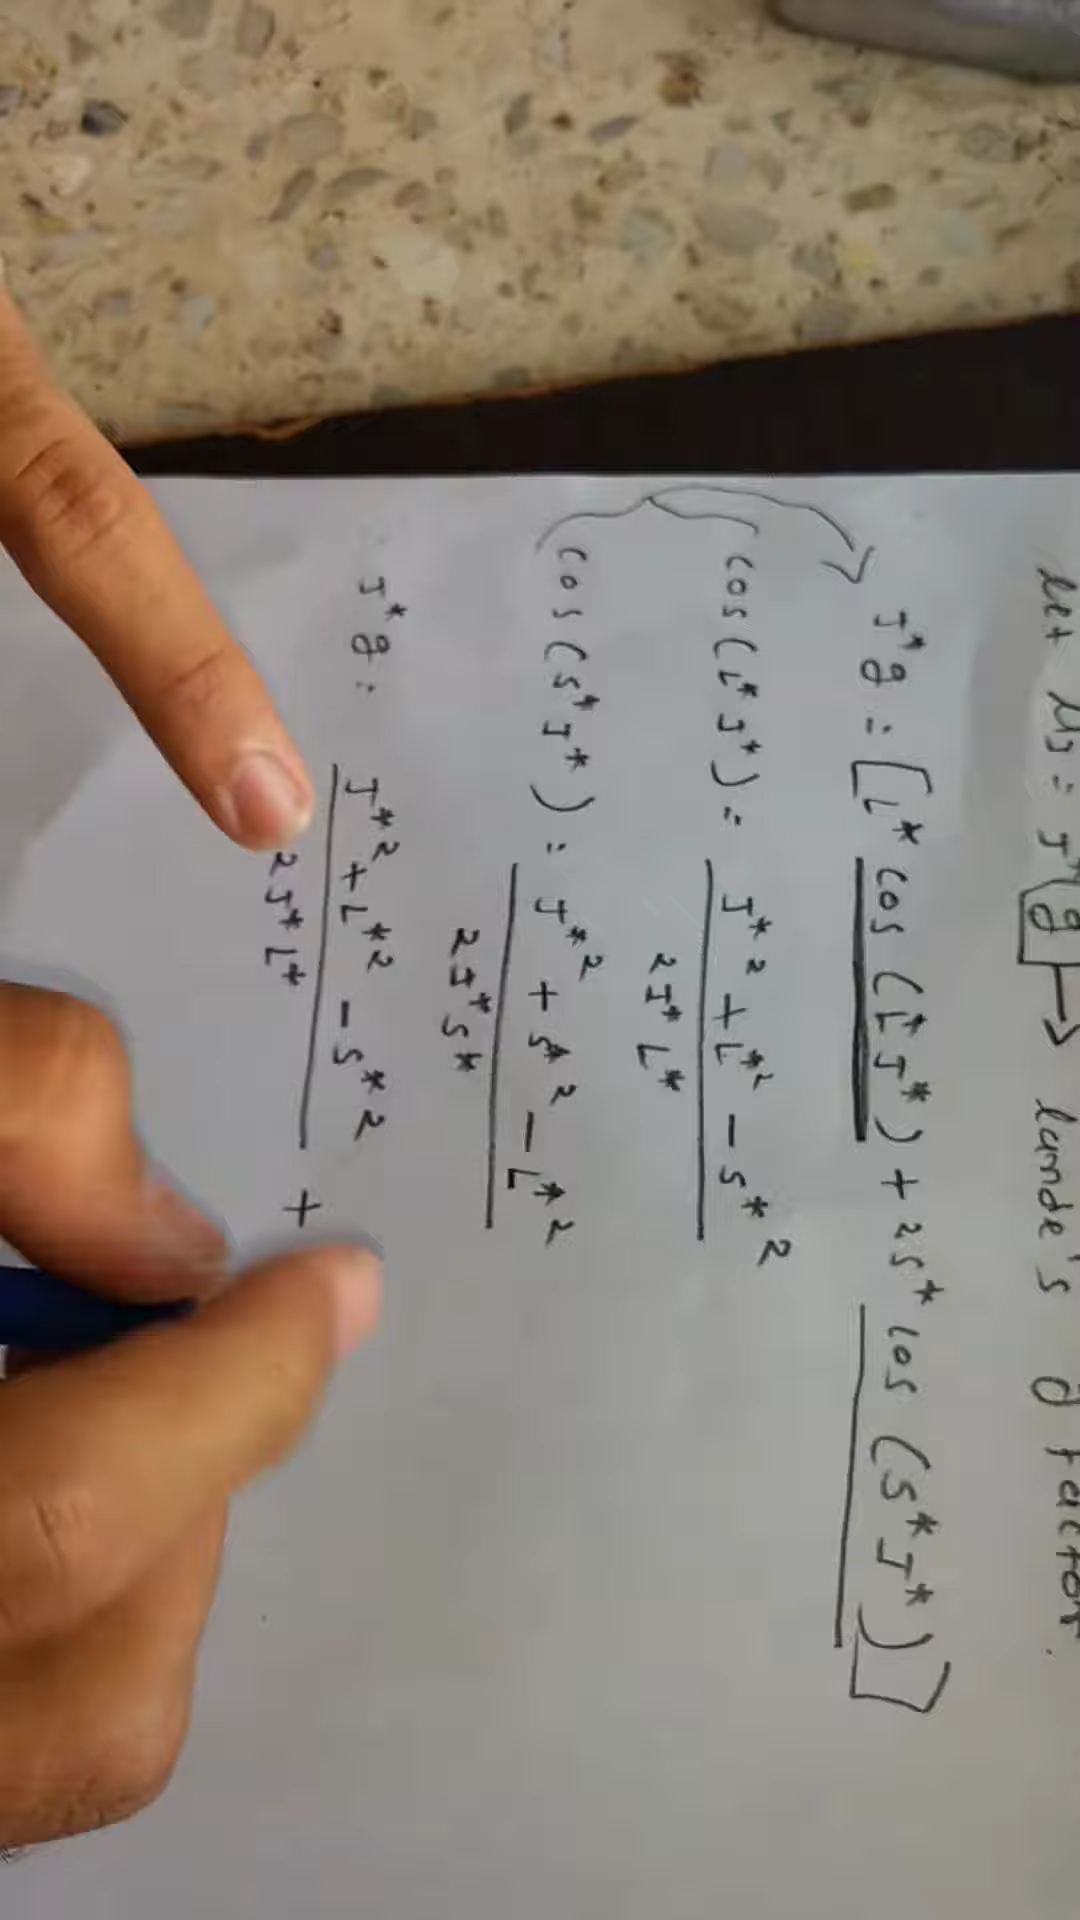 let μJ = J* g → lande's g factor.
J* g = [L* cos (L* J*) + 2S* cos (S* J*)]
cos (L* J*) = J*² + L*² - S*² / 2J* L*
cos (S* J*) = J*² + S*² - L*² / 2J* S*
∴ J* g = J*² + L*² - S*² / 2J* L* +